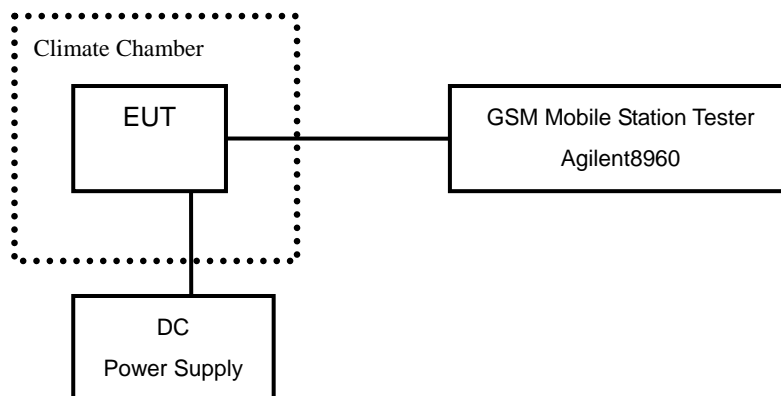 Climate Chamber
EUT
GSM Mobile Station Tester
Agilent8960
DC
Power Supply